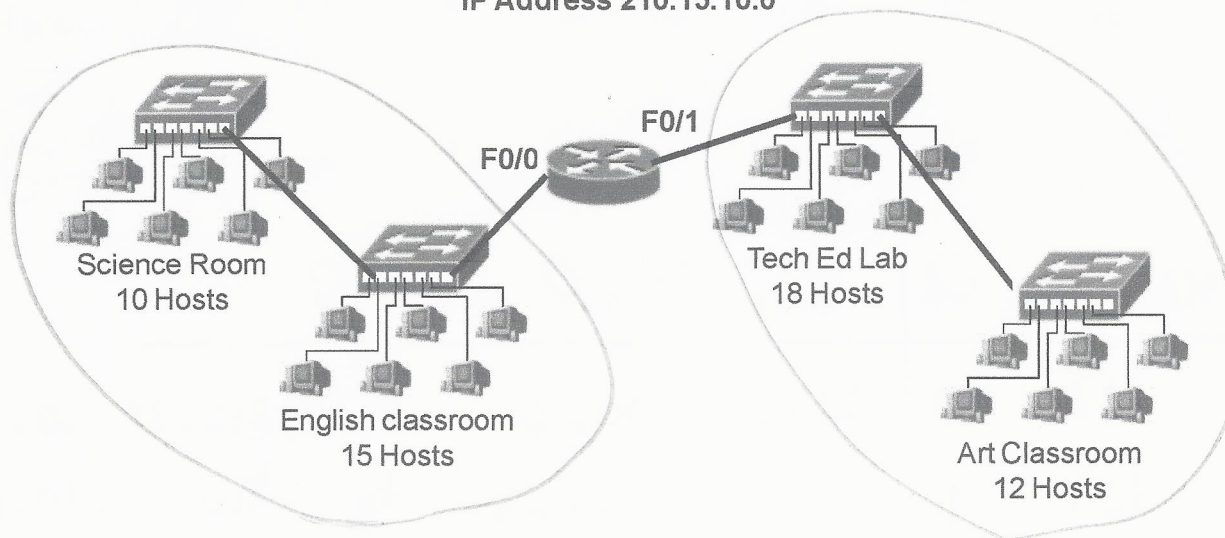 IP Address 210.15.10.0
F0/1
F0/0
Science Room
10 Hosts
Tech Ed Lab
18 Hosts
English classroom
15 Hosts
Art Classroom
12 Hosts